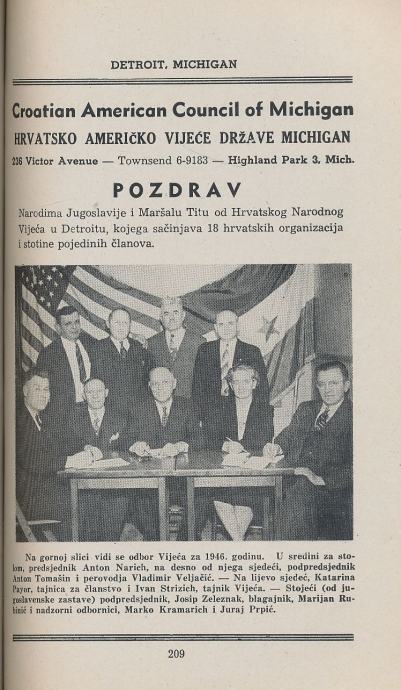 DETROIT, MICHIGAN
Croatian American Council of Michigan
HRVATSKO AMERIČKO VIJEĆE DRŽAVE MICHIGAN
236 Victor Avenue — Townsend 6-9183 — Highland Park 3, Mich.
POZDRAV
Narodima Jugoslavije i Maršalu Titu od Hrvatskog Narodnog
Vijeća u Detroitu, kojega sačinjava 18 hrvatskih organizacija
i stotine pojedinih članova.
Na gornoj slici vidi se odbor Vijeća za 1946. godinu. U sredini za sto-
lom, predsjednik Anton Narich, na desno od njega sjedeći, podpredsjednik
Anton Tomašin i perovodja Vladimir Veljačić. — Na lijevo sjedeć, Katarina
Payor, tajnica za članstvo i Ivan Strizich, tajnik Vijeća. — Stojeći (od ju-
goslavenske zastave) podpredsjednik, Josip Zeleznak, blagajnik, Marijan Ru-
binić i nadzorni odbornici, Marko Kramarich i Juraj Prpić.
209